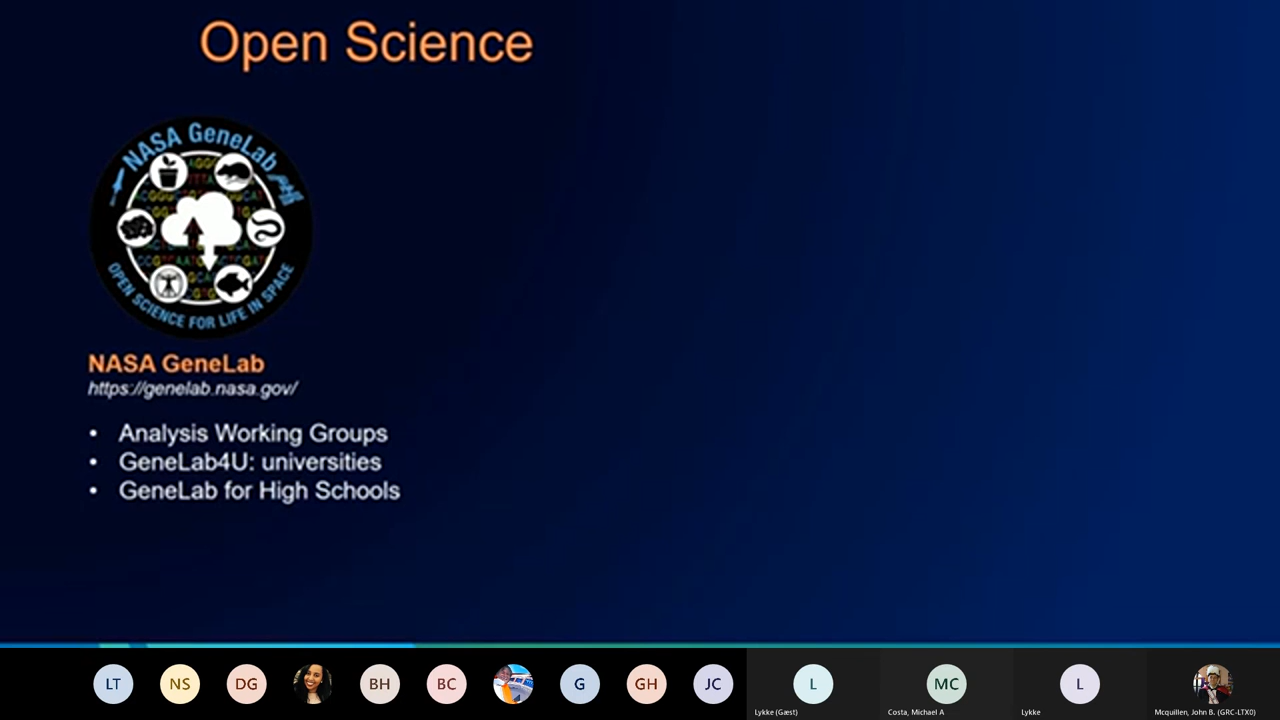 Open Science
NASA GeneLab
OPEN SCIENCE FOR LIFE IN SPACE
NASA GeneLab
https://genelab.nasa.gov/
• Analysis Working Groups
• GeneLab4U: universities
• GeneLab for High Schools
LT NS DG BH BC G GH JC L MC L
Lykke (Gæst) Costa, Michael A Lykke Mcquillen, John B. (GRC-LTX0)